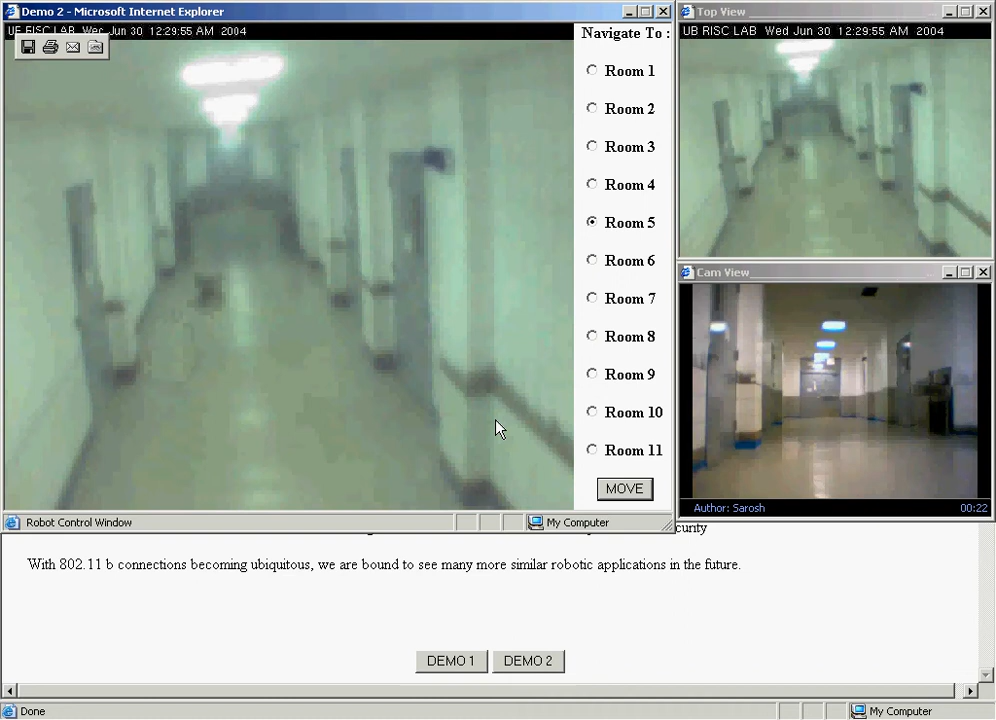 Demo 2 - Microsoft Internet Explorer
UB RISC LAB Wed Jun 30 12:29:55 AM 2004
Navigate To :
Room 1
Room 2
Room 3
Room 4
Room 5
Room 6
Room 7
Room 8
Room 9
Room 10
Room 11
MOVE
Robot Control Window
My Computer
Top View
UB RISC LAB Wed Jun 30 12:29:55 AM 2004
Cam View
Author: Sarosh 00:22
With 802.11 b connections becoming ubiquitous, we are bound to see many more similar robotic applications in the future.
DEMO 1 DEMO 2
Done
My Computer